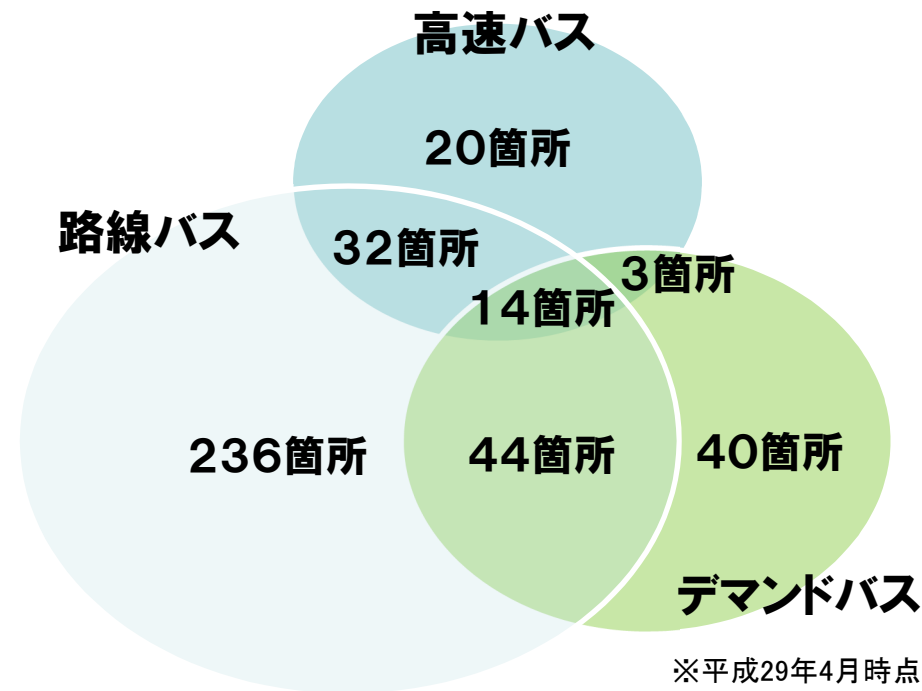 高速バス
20箇所
路線バス
32箇所
3箇所
14箇所
236箇所
44箇所
40箇所
デマンドバス
※平成29年4月時点